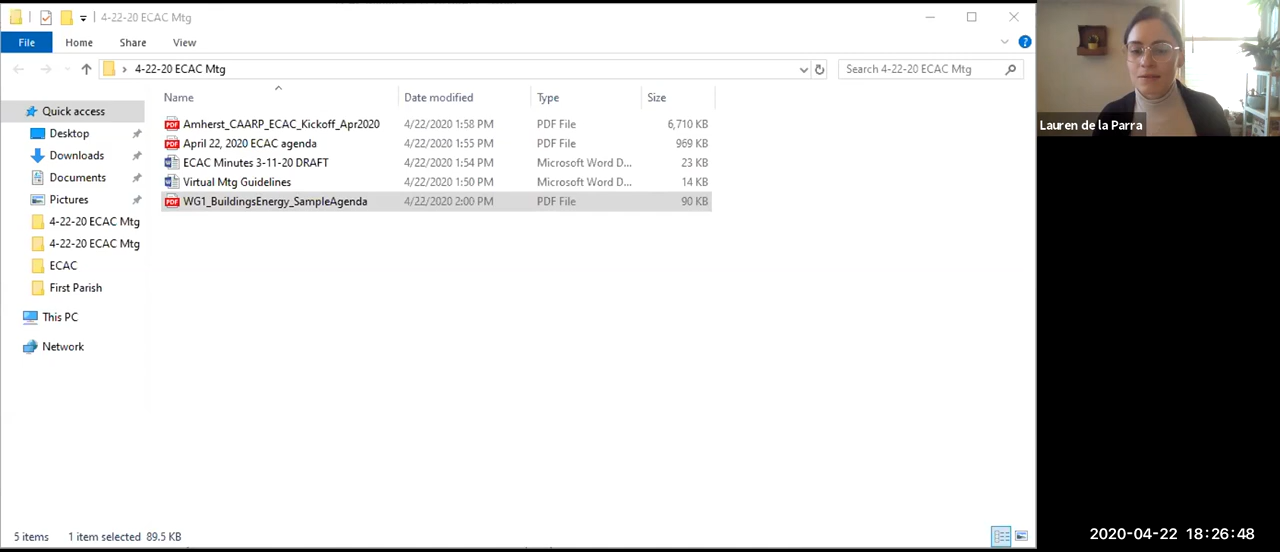 4-22-20 ECAC Mtg
File Home Share View
4-22-20 ECAC Mtg
Search 4-22-20 ECAC Mtg
Name Date modified Type Size
Quick access
Desktop
Downloads
Documents
Pictures
4-22-20 ECAC Mtg
4-22-20 ECAC Mtg
ECAC
First Parish
This PC
Network
Amherst_CAARP_ECAC_Kickoff_Apr2020 4/22/2020 1:58 PM PDF File 6,710 KB
April 22, 2020 ECAC agenda 4/22/2020 1:55 PM PDF File 969 KB
ECAC Minutes 3-11-20 DRAFT 4/22/2020 1:54 PM Microsoft Word D... 23 KB
Virtual Mtg Guidelines 4/22/2020 1:50 PM Microsoft Word D... 14 KB
WG1_BuildingsEnergy_SampleAgenda 4/22/2020 2:00 PM PDF File 90 KB
5 items 1 item selected 89.5 KB
Lauren de la Parra
2020-04-22 18:26:48